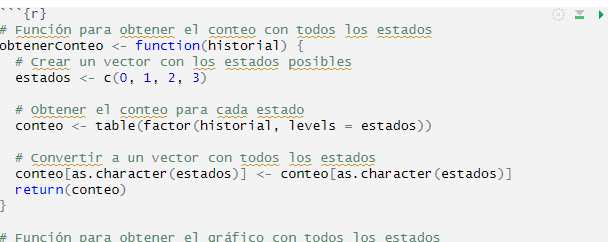 ```{r}
# Función para obtener el conteo con todos los estados
obtenerConteo <- function(historial) {
  # Crear un vector con los estados posibles
  estados <- c(0, 1, 2, 3)

  # Obtener el conteo para cada estado
  conteo <- table(factor(historial, levels = estados))

  # Convertir a un vector con todos los estados
  conteo[as.character(estados)] <- conteo[as.character(estados)]
  return(conteo)
}

# Función para obtener el gráfico con todos los estados